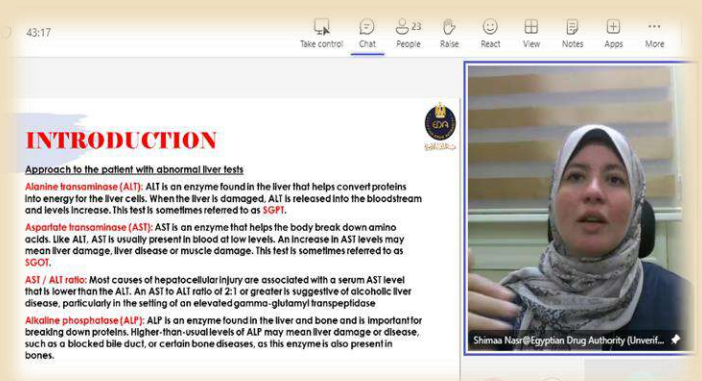 43:17
Take control Chat People 23 Raise React View Notes Apps More
EDA
INTRODUCTION
Approach to the patient with abnormal liver tests
Alanine transaminase (ALT): ALT is an enzyme found in the liver that helps convert proteins
into energy for the liver cells. When the liver is damaged, ALT is released into the bloodstream
and levels increase. This test is sometimes referred to as SGPT.
Aspartate transaminase (AST): AST is an enzyme that helps the body break down amino
acids. Like ALT, AST is usually present in blood at low levels. An increase in AST levels may
mean liver damage, liver disease or muscle damage. This test is sometimes referred to as
SGOT.
AST / ALT ratio: Most causes of hepatocellular injury are associated with a serum AST level
that is lower than the ALT. An AST to ALT ratio of 2:1 or greater is suggestive of alcoholic liver
disease, particularly in the setting of an elevated gamma-glutamyl transpeptidase
Alkaline phosphatase (ALP): ALP is an enzyme found in the liver and bone and is important for
breaking down proteins. Higher-than-usual levels of ALP may mean liver damage or disease,
such as a blocked bile duct, or certain bone diseases, as this enzyme is also present in
bones.
Shimaa Nasr@Egyptian Drug Authority (Unverif...